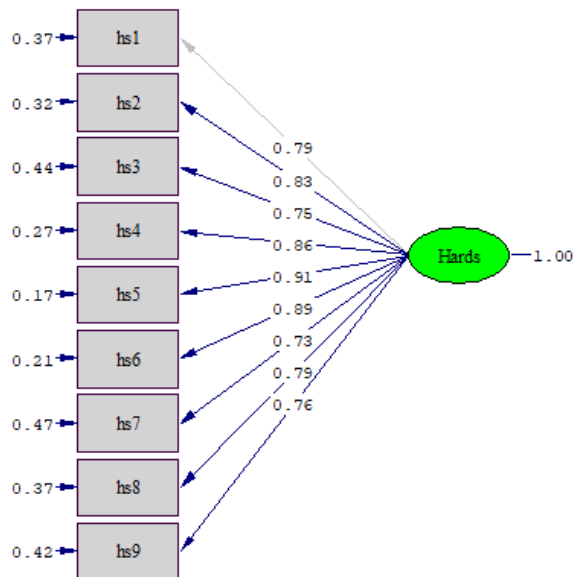 0.37 hs1
0.79
0.32 hs2
0.83
0.44 hs3
0.75
0.27 hs4
0.86
Hards 1.00
0.17 hs5
0.91
0.21 hs6
0.89
0.73
0.47 hs7
0.79
0.37 hs8
0.76
0.42 hs9